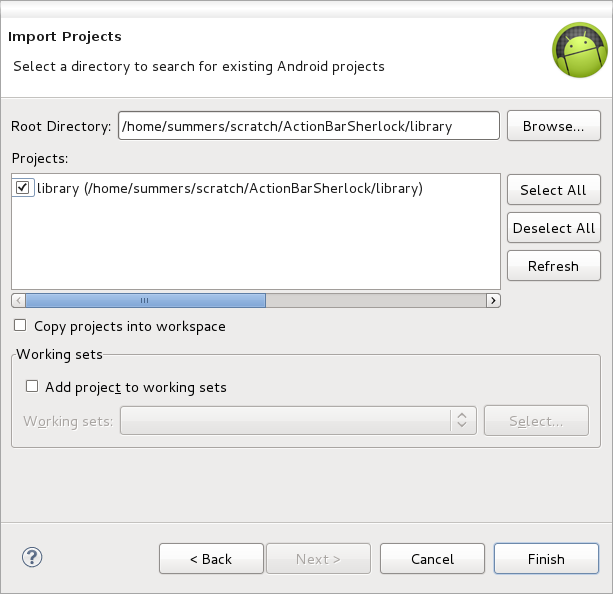 Import Projects
Select a directory to search for existing Android projects
Root Directory: /home/summers/scratch/ActionBarSherlock/library Browse...
Projects:
library (/home/summers/scratch/ActionBarSherlock/library) Select All
Deselect All
Refresh
Copy projects into workspace
Working sets
Add project to working sets
Working sets: Select...
? < Back Next > Cancel Finish